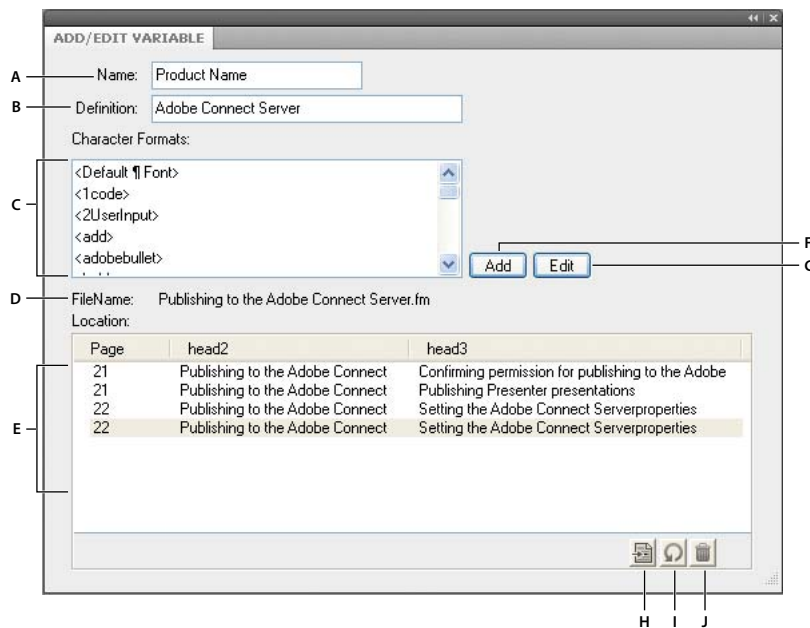 ADD/EDIT VARIABLE
A Name: Product Name
B Definition: Adobe Connect Server
Character Formats:
<Default ¶ Font>
<1code>
C <2UserInput>
<add>
<adobebullet>
Add Edit
F
G
D FileName: Publishing to the Adobe Connect Server.fm
Location:
Page head2 head3
21 Publishing to the Adobe Connect Confirming permission for publishing to the Adobe
21 Publishing to the Adobe Connect Publishing Presenter presentations
22 Publishing to the Adobe Connect Setting the Adobe Connect Serverproperties
E 22 Publishing to the Adobe Connect Setting the Adobe Connect Serverproperties
H I J